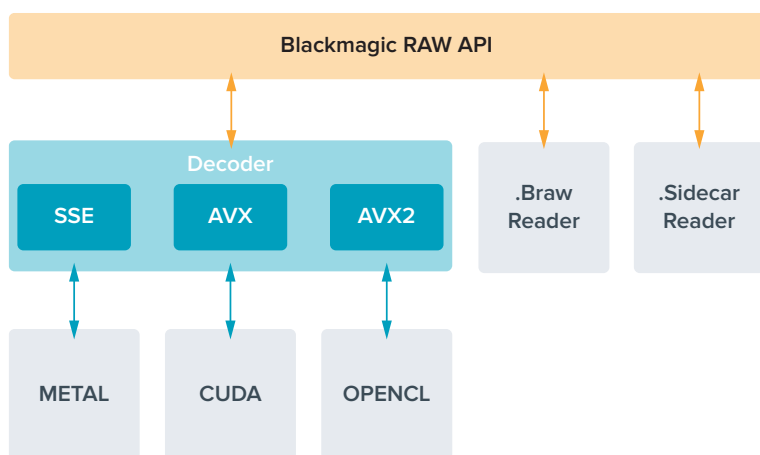 Blackmagic RAW API
Decoder
SSE
AVX
AVX2
.Braw
Reader
.Sidecar
Reader
METAL
CUDA
OPENCL